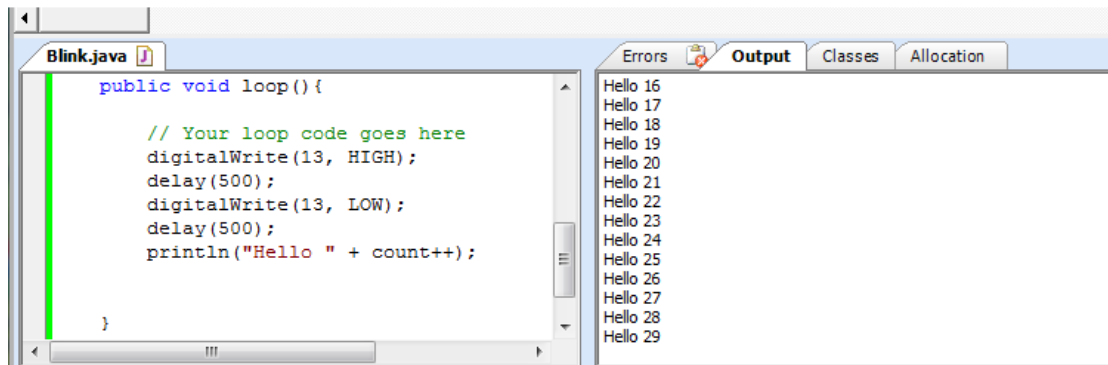 Blink.java
public void loop(){
// Your loop code goes here
digitalWrite(13, HIGH);
delay(500);
digitalWrite(13, LOW);
delay(500);
println("Hello " + count++);
}
Errors Output Classes Allocation
Hello 16
Hello 17
Hello 18
Hello 19
Hello 20
Hello 21
Hello 22
Hello 23
Hello 24
Hello 25
Hello 26
Hello 27
Hello 28
Hello 29